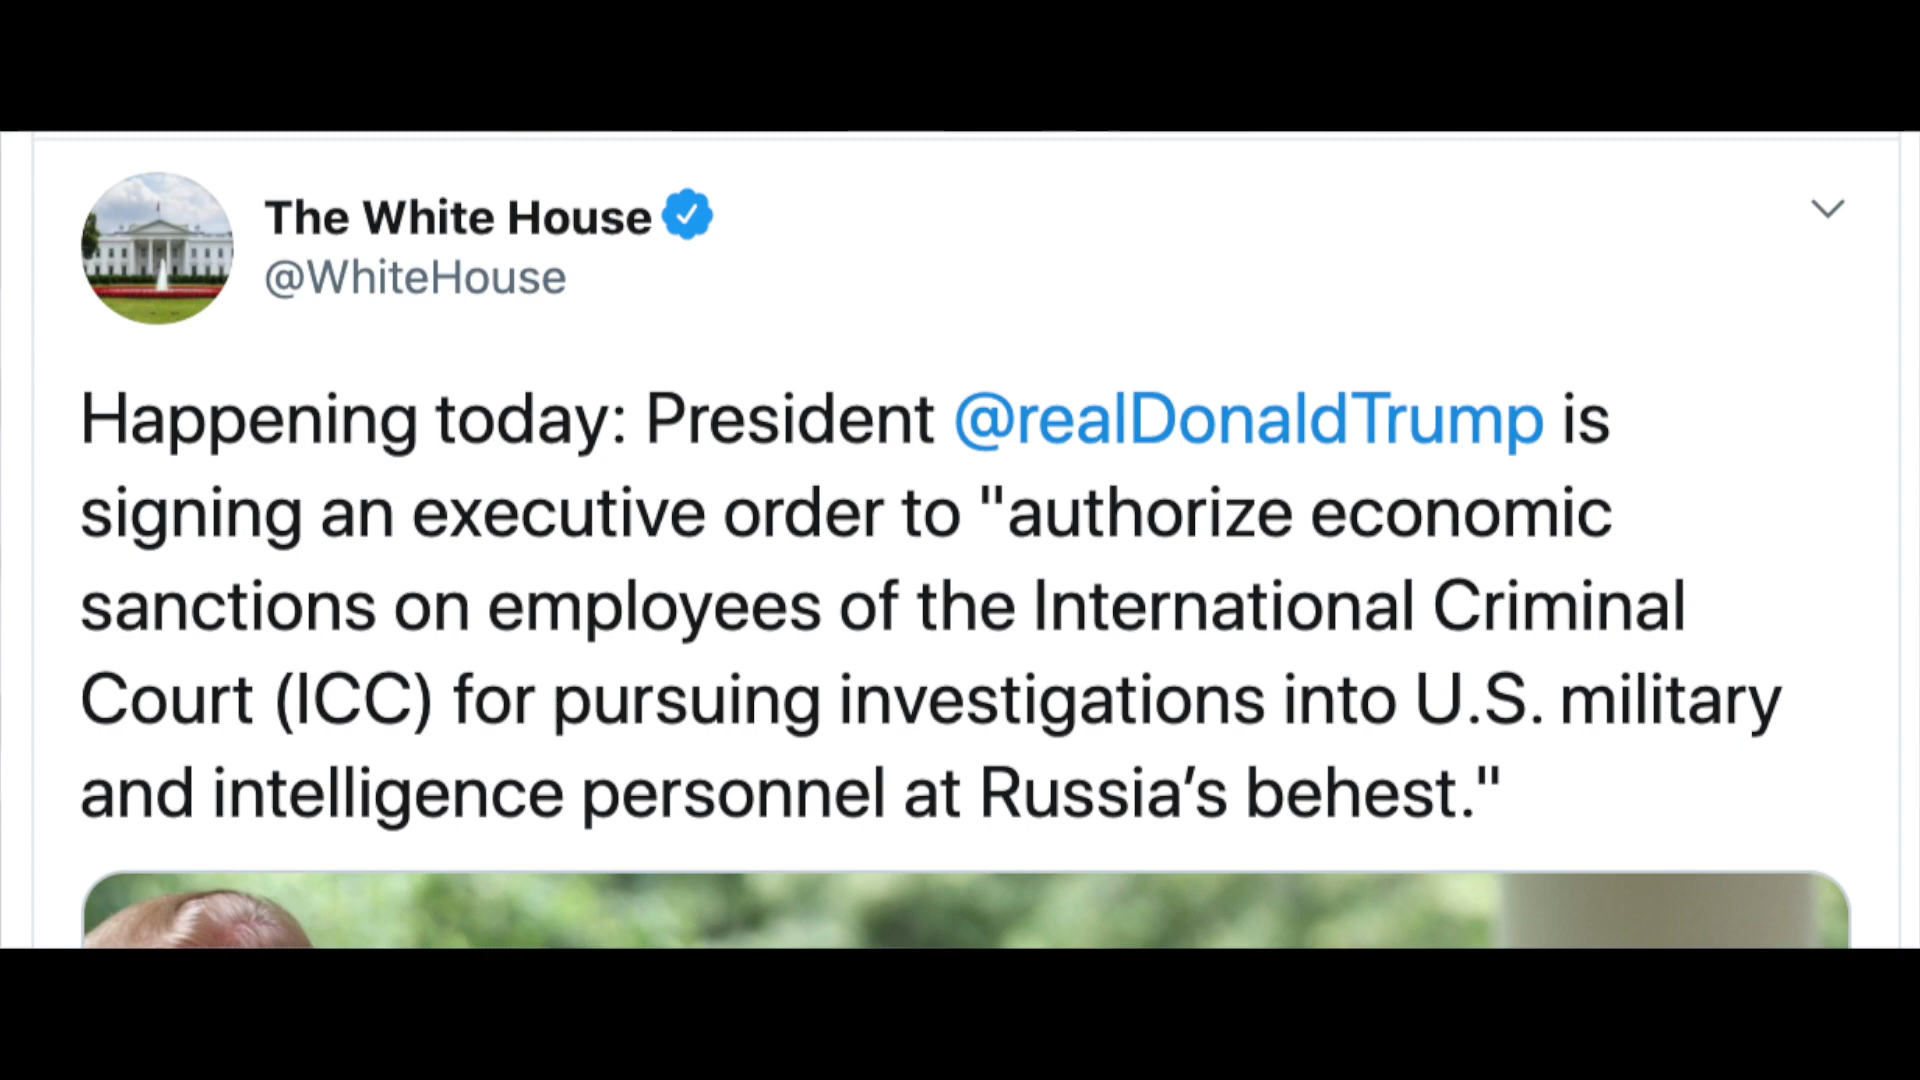 The White House
@WhiteHouse
Happening today: President @realDonaldTrump is
signing an executive order to "authorize economic
sanctions on employees of the International Criminal
Court (ICC) for pursuing investigations into U.S. military
and intelligence personnel at Russia’s behest."